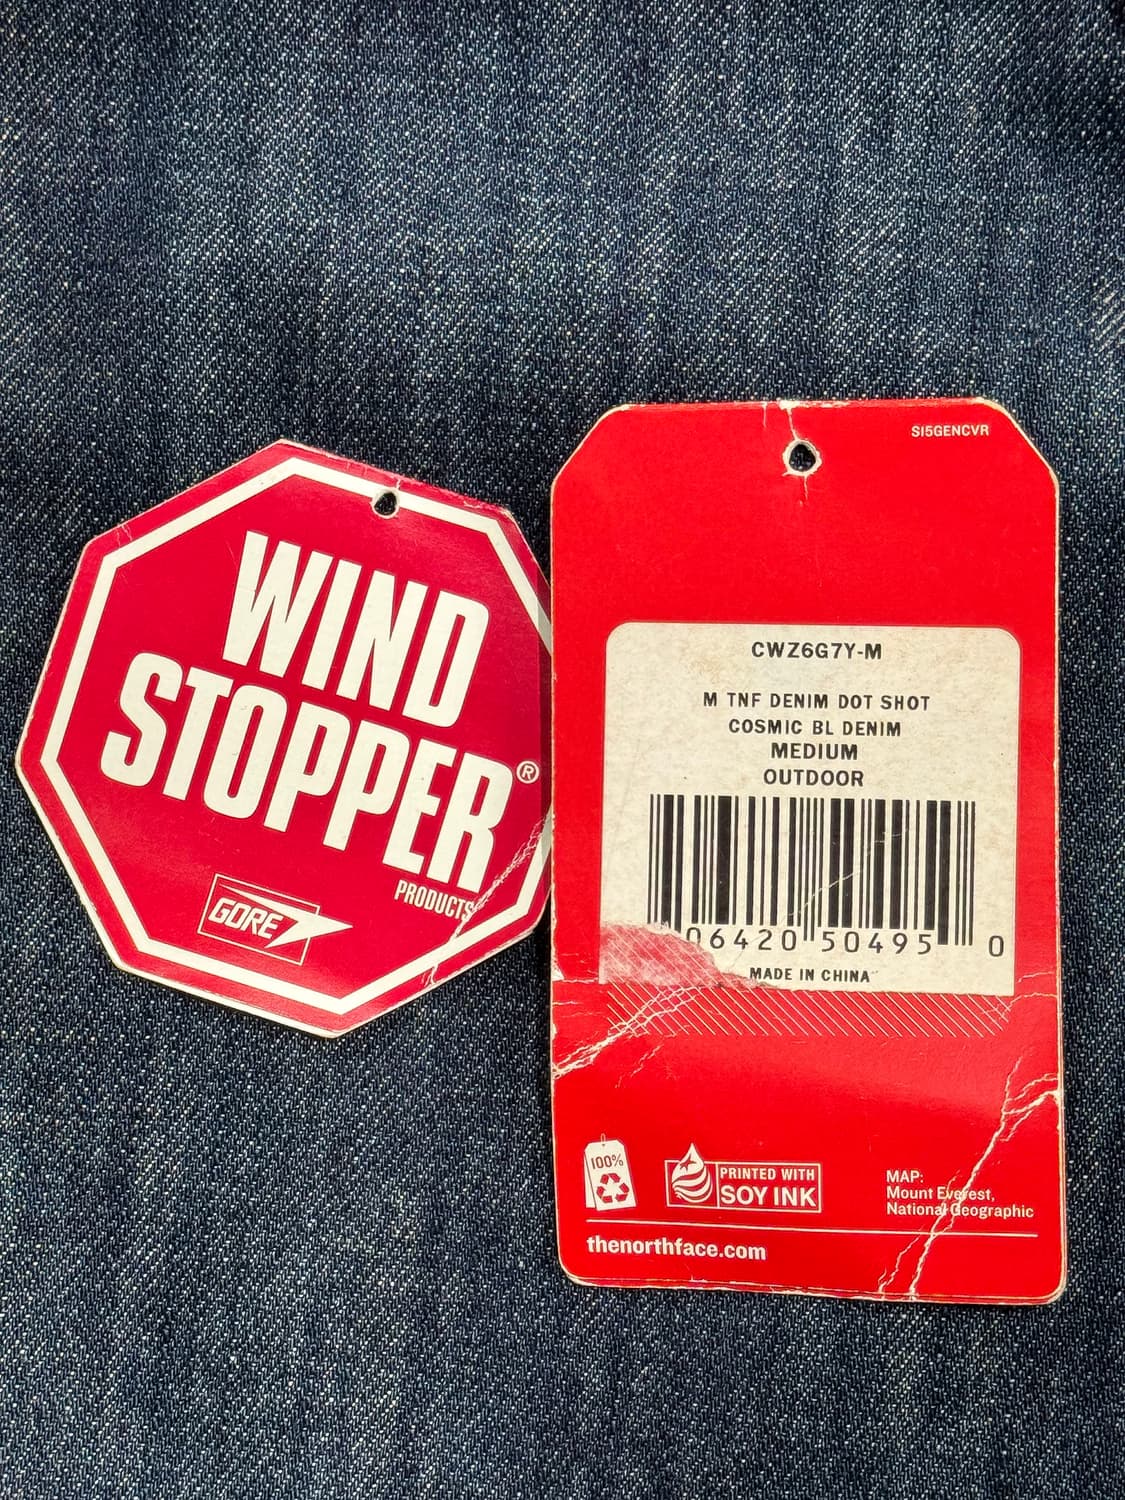 WIND
STOPPER®
PRODUCTS
GORE
SI5GENCVR
CWZ6G7Y-M
M TNF DENIM DOT SHOT
COSMIC BL DENIM
MEDIUM
OUTDOOR
06420 50495 0
MADE IN CHINA
100%
PRINTED WITH
SOY INK
MAP:
Mount Everest,
National Geographic
thenorthface.com